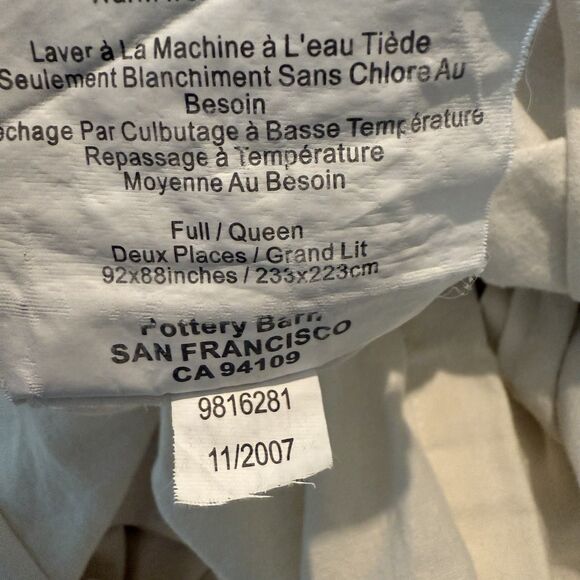 Laver à La Machine à L'eau Tiède
Seulement Blanchiment Sans Chlore Au
Besoin
échage Par Culbutage à Basse Température
Repassage à Température
Moyenne Au Besoin
Full / Queen
Deux Places / Grand Lit
92x88inches / 233x223cm
Pottery Barn
SAN FRANCISCO
CA 94109
9816281
11/2007